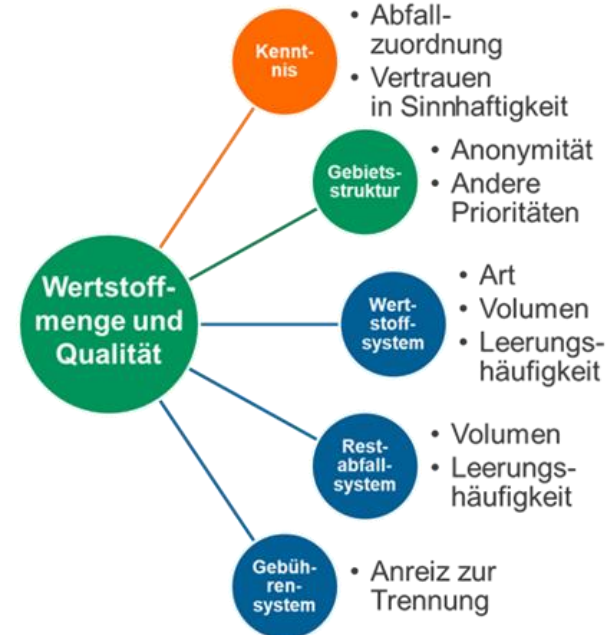 Kennt-
nis
• Abfall-
zuordnung
• Vertrauen
in Sinnhaftigkeit
Gebiets-
struktur
• Anonymität
• Andere
Prioritäten
Wertstoff-
menge und
Qualität
Wert-
stoff-
system
• Art
• Volumen
• Leerungs-
häufigkeit
Rest-
abfall-
system
• Volumen
• Leerungs-
häufigkeit
Gebüh-
ren-
system
• Anreiz zur
Trennung